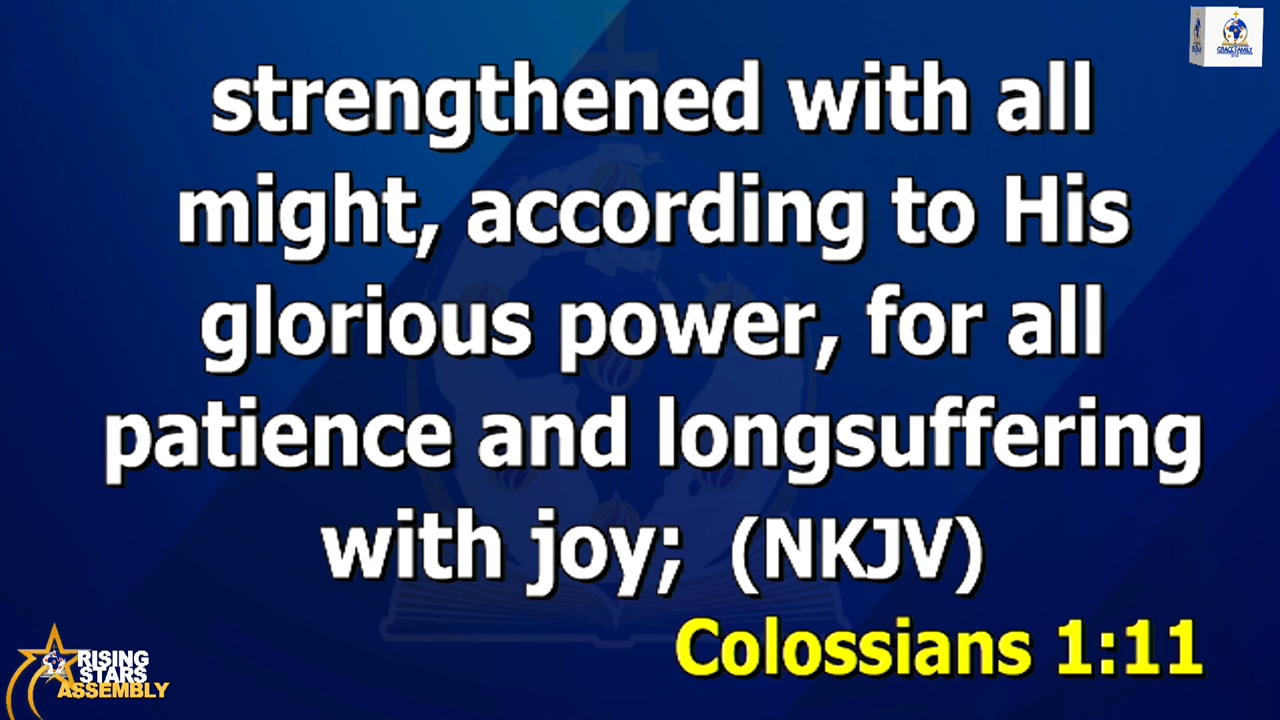 strengthened with all
might, according to His
glorious power, for all
patience and longsuffering
with joy; (NKJV)
Colossians 1:11
RISING
STARS
ASSEMBLY